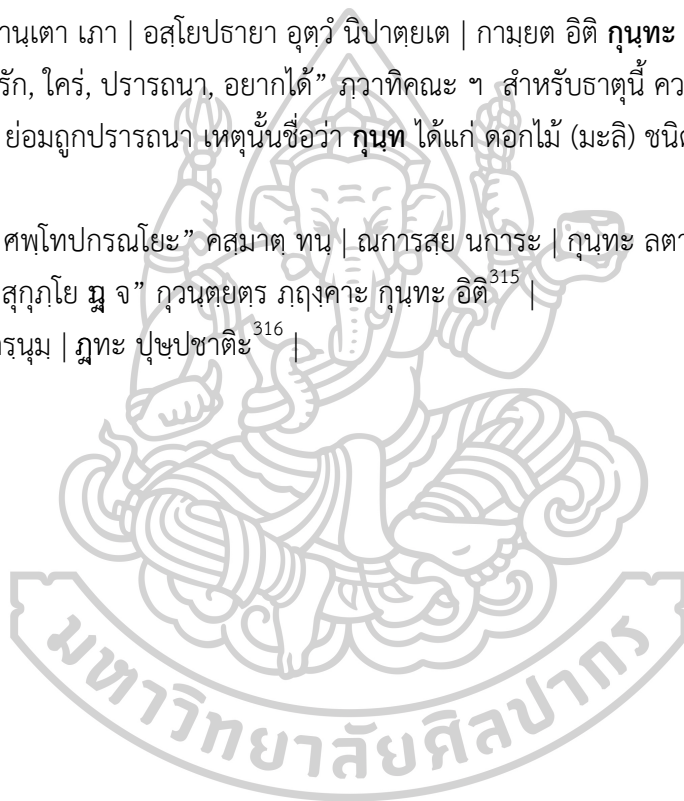 านฺเตา เภา | อสฺโยปธายา อุตฺวํ นิปาตฺยเต | กามฺยต อิติ กุนฺทะ
รัก, ใคร่, ปรารถนา, อยากได้” ภฺวาทิคณะ ฯ สำหรับธาตุนี้ คว
ย่อมถูกปรารถนา เหตุนั้นชื่อว่า กุนฺท ได้แก่ ดอกไม้ (มะลิ) ชนิด
ศพฺโทปกรณโยะ” คสฺมาตฺ ทนฺ | ณการสฺย นการะ | กุนฺทะ ลตา
สุกุภฺโย จ” กฺวนฺตฺยตฺร ภฤงฺคาะ กุนฺทะ อิติ315 |
รฺนุมฺ | ปุษฺปชาติะ316 |
มหาวิทยาลัยศิลปากร